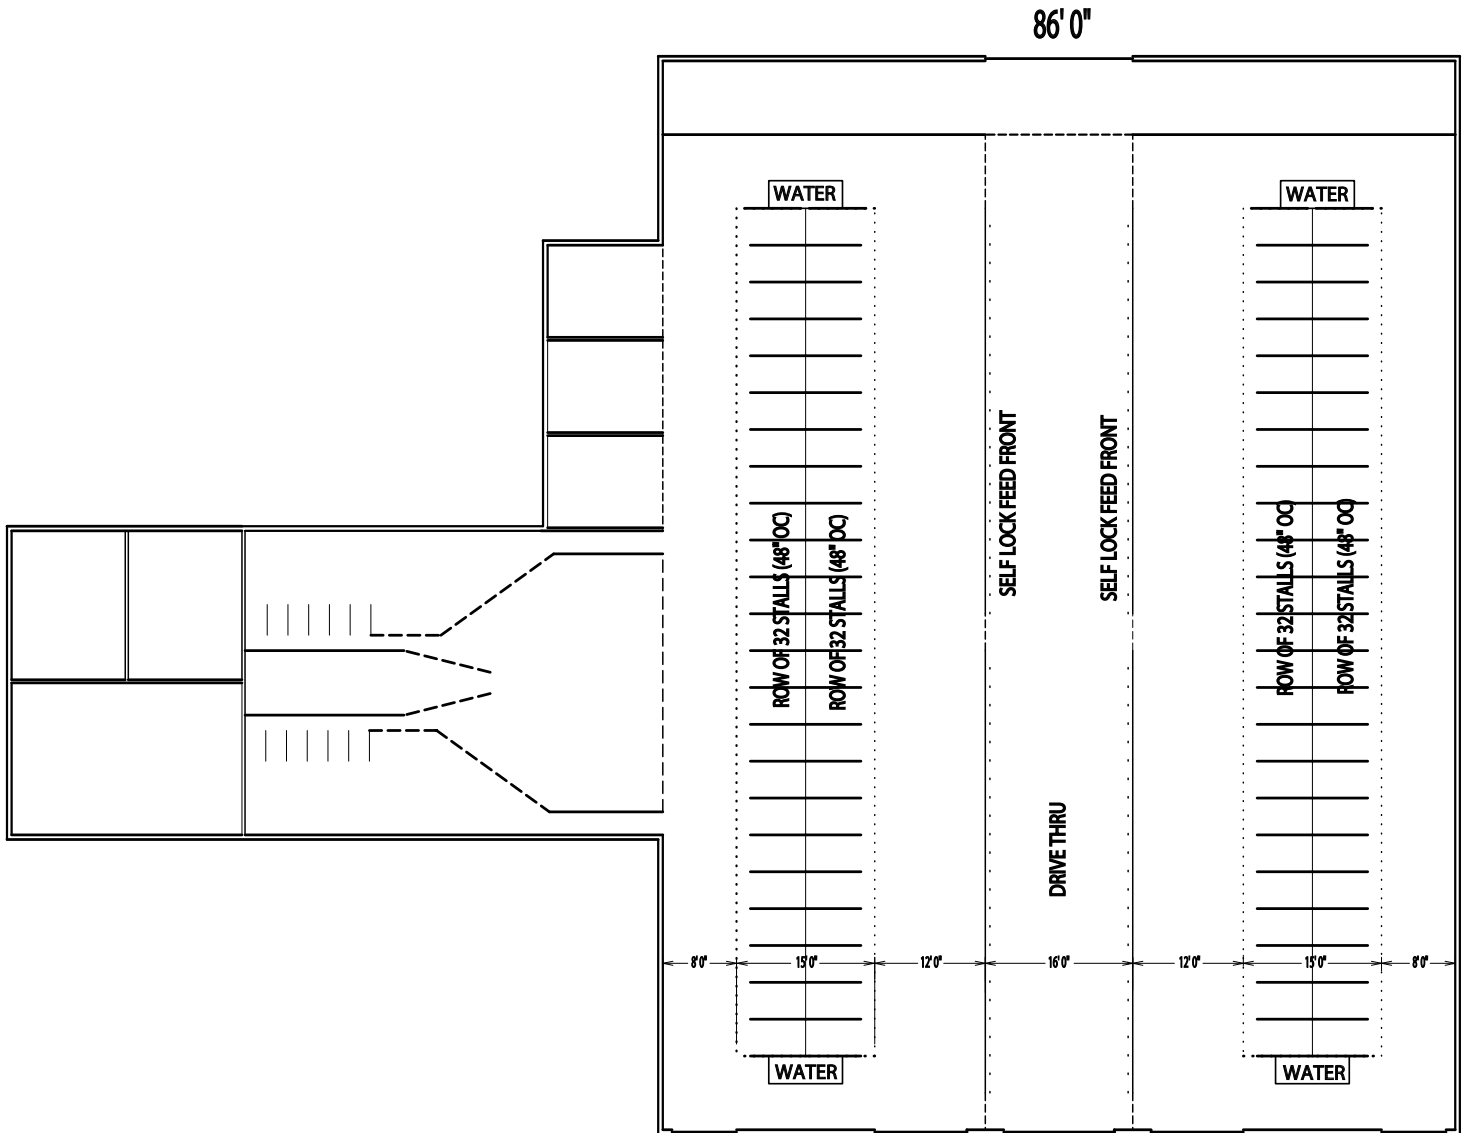 86' 0"
WATER
WATER
SELF LOCK FEED FRONT
SELF LOCK FEED FRONT
ROW OF 32 STALLS (48" OC)
ROW OF 32 STALLS (48" OC)
ROW OF 32 STALLS (48" OC)
ROW OF 32 STALLS (48" OC)
DRIVE THRU
8' 0" 15' 0" 12' 0" 16' 0" 12' 0" 15' 0" 8' 0"
WATER
WATER